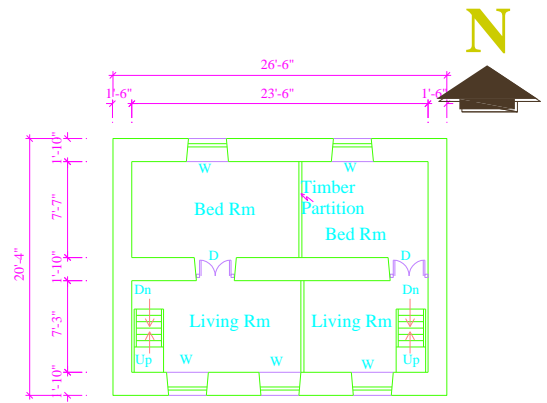 N
26'-6"
1'-6"
23'-6"
1'-6"
1'-10"
W
W
Timber
Partition
Bed Rm
Bed Rm
7'-7"
20'-4"
D
D
1'-10"
Dn
Dn
Living Rm
Living Rm
7'-3"
Up
W
W
W
Up
1'-10"